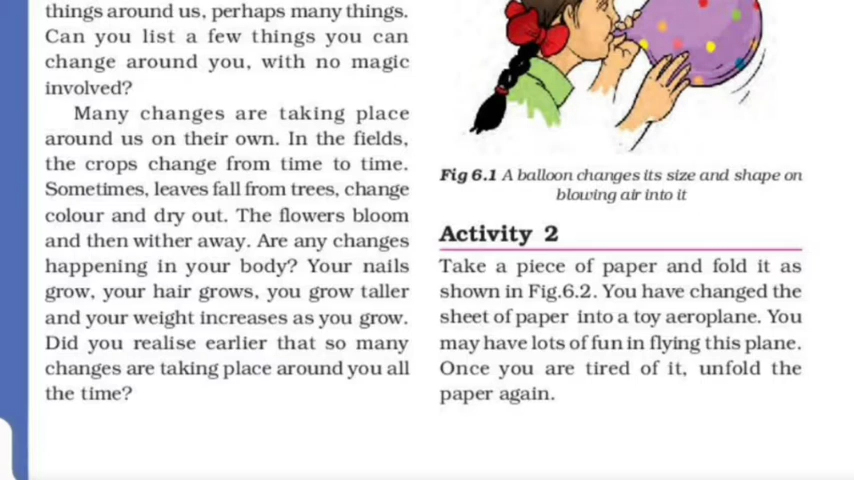 things around us, perhaps many things.
Can you list a few things you can
change around you, with no magic
involved?
Many changes are taking place
around us on their own. In the fields,
the crops change from time to time.
Sometimes, leaves fall from trees, change
colour and dry out. The flowers bloom
and then wither away. Are any changes
happening in your body? Your nails
grow, your hair grows, you grow taller
and your weight increases as you grow.
Did you realise earlier that so many
changes are taking place around you all
the time?
Fig 6.1 A balloon changes its size and shape on
blowing air into it
Activity 2
Take a piece of paper and fold it as
shown in Fig.6.2. You have changed the
sheet of paper into a toy aeroplane. You
may have lots of fun in flying this plane.
Once you are tired of it, unfold the
paper again.